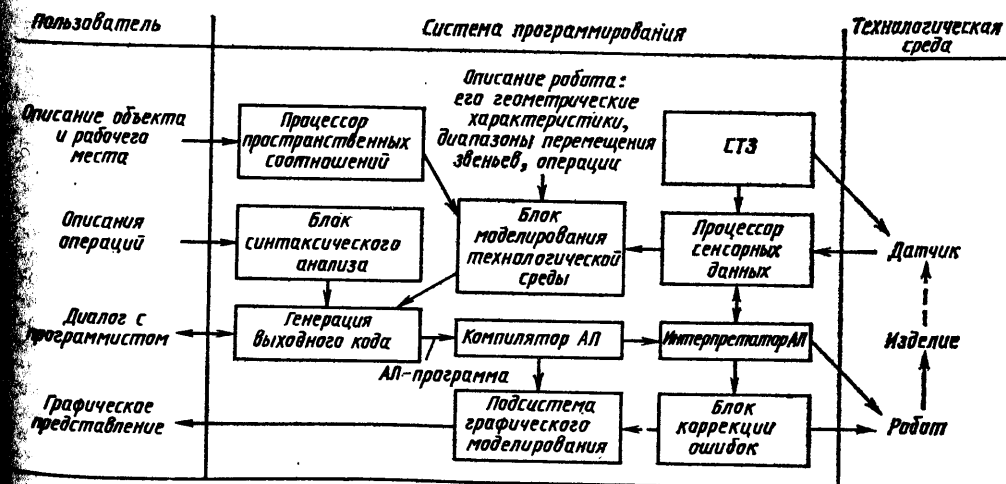 Пользователь
Система программирования
Технологическая
среда
Описание объекта
и рабочего
места
Процессор
пространственных
соотношений
Описание робота:
его геометрические
характеристики,
диапазоны перемещения
звеньев, операции
СТЗ
Описания
операций
Блок
синтаксического
анализа
Блок
моделирования
технологической
среды
Процессор
сенсорных
данных
Датчик
Диалог с
программистом
Генерация
выходного кода
АЛ-программа
Компилятор АЛ
Интерпретатор АЛ
Изделие
Графическое
представление
Подсистема
графического
моделирования
Блок
коррекции
ошибок
Робот